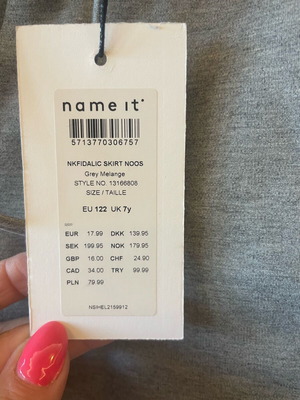 name it
5713770306757
NKFIDALIC SKIRT NOOS
Grey Melange
STYLE NO. 13166808
SIZE / TAILLE
EU 122 UK 7y
EUR 17.99 DKK 139.95
SEK 199.95 NOK 179.95
GBP 16.00 CHF 24.90
CAD 34.00 TRY 99.99
PLN 79.99
NSIHEL2159912